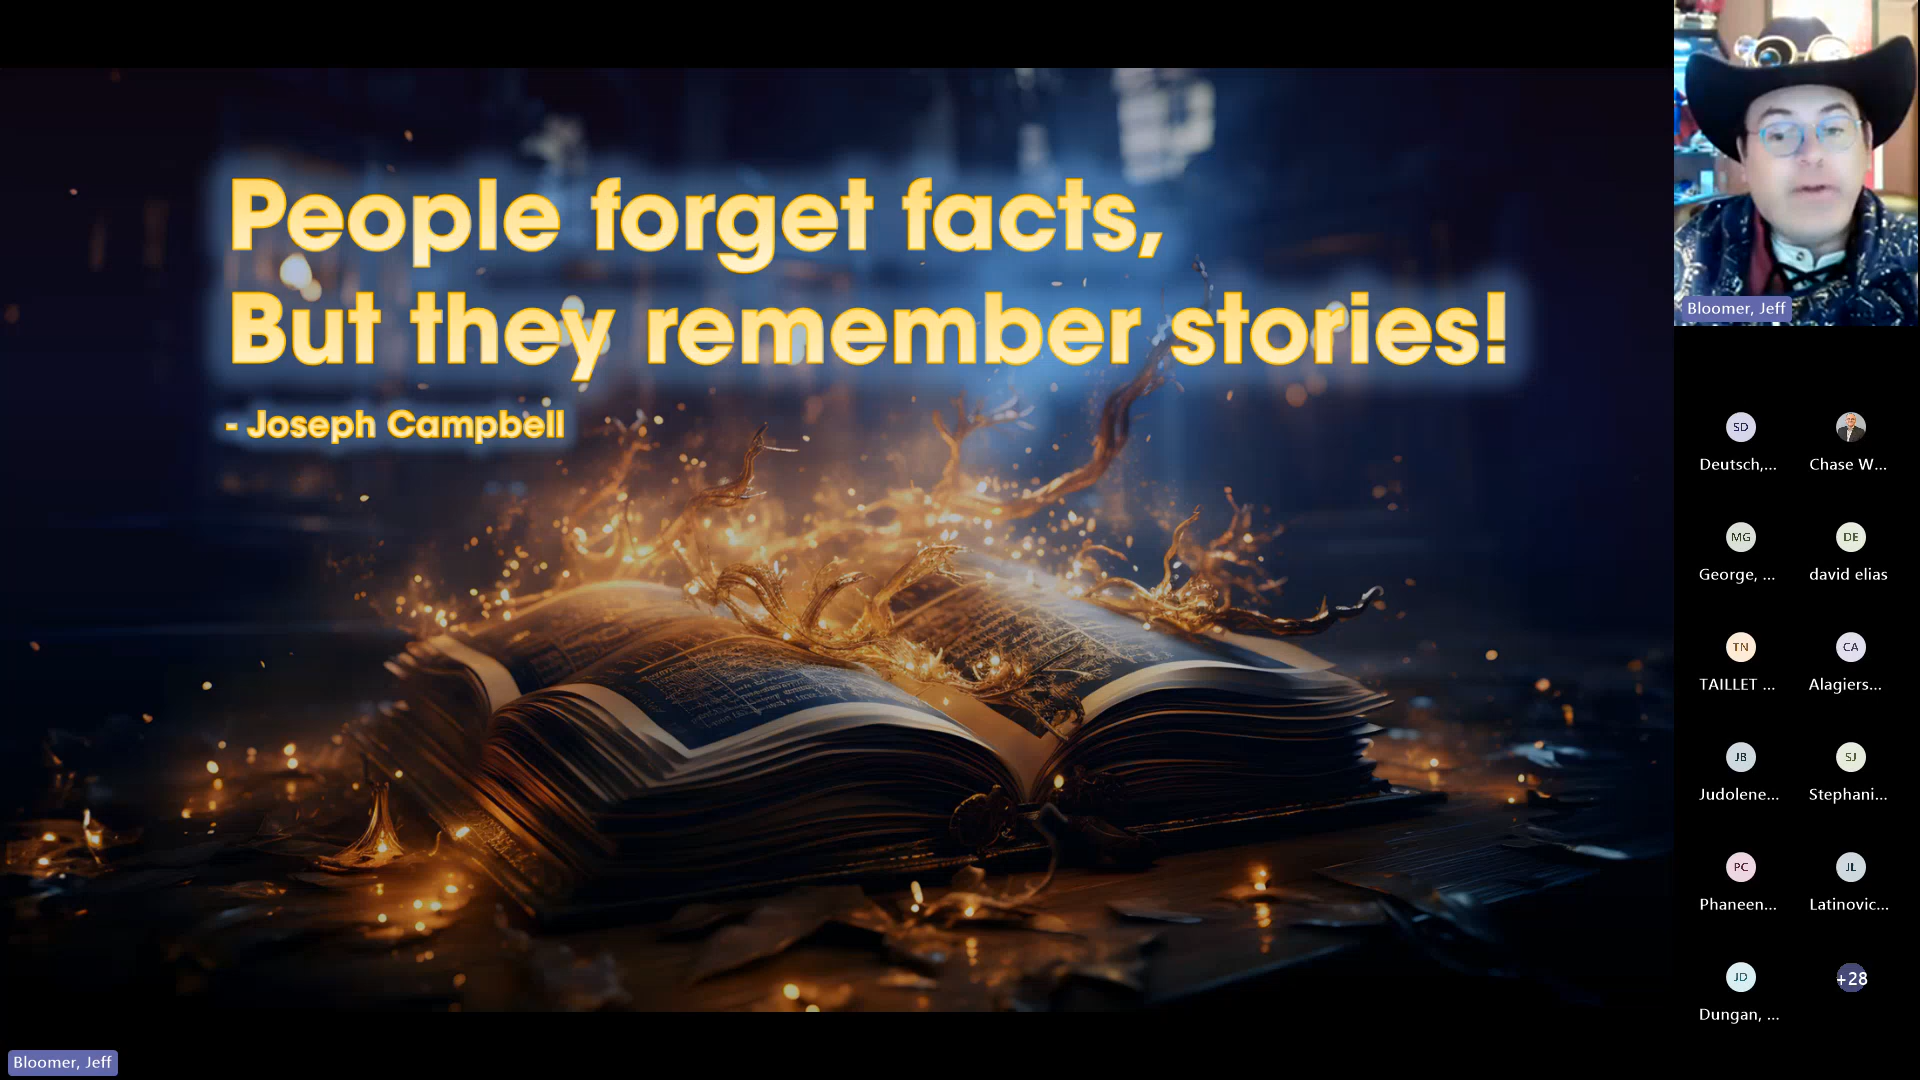 People forget facts,
But they remember stories!
- Joseph Campbell
Bloomer, Jeff
SD
Deutsch,...
Chase W...
MG
George, ...
DE
david elias
TN
TAILLET ...
CA
Alagiers...
JB
Judolene...
SJ
Stephani...
PC
Phaneen...
JL
Latinovic...
JD
Dungan, ...
+28
Bloomer, Jeff